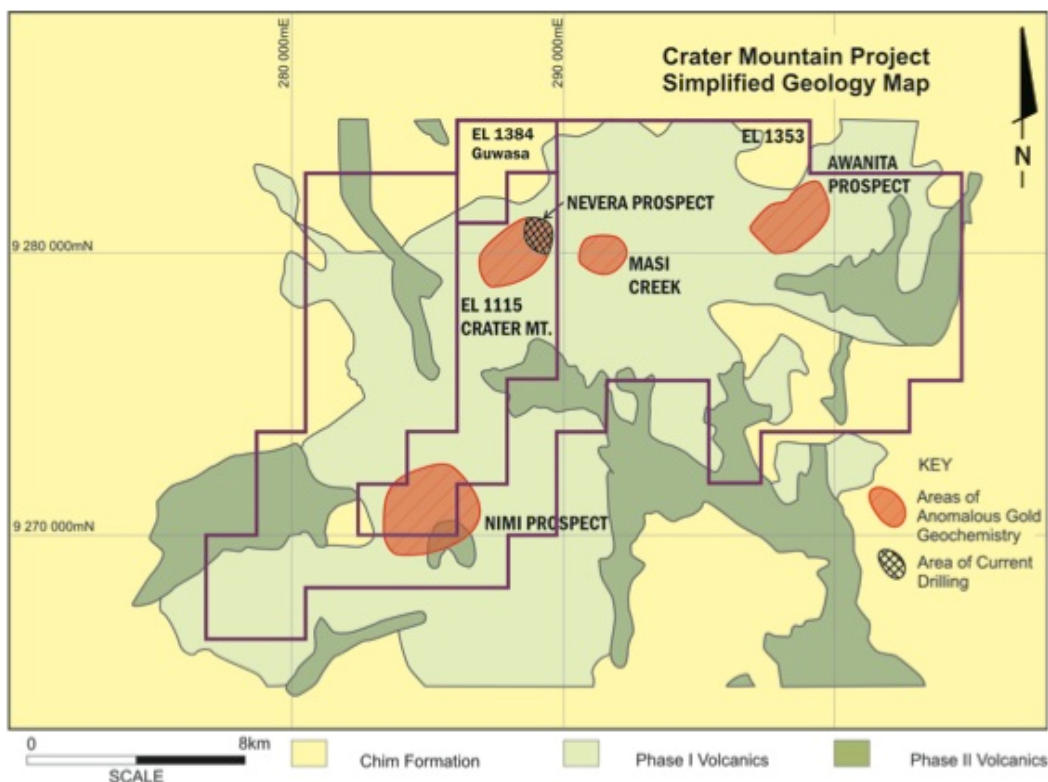 Crater Mountain Project
Simplified Geology Map
280 000mE
290 000mE
N
EL 1384
Guwasa
EL 1353
AWANITA
PROSPECT
NEVERA PROSPECT
9 280 000mN
MASI
CREEK
EL 1115
CRATER MT.
NIMI PROSPECT
9 270 000mN
KEY
Areas of
Anomalous Gold
Geochemistry
Area of Current
Drilling
0 8km
SCALE
Chim Formation
Phase I Volcanics
Phase II Volcanics